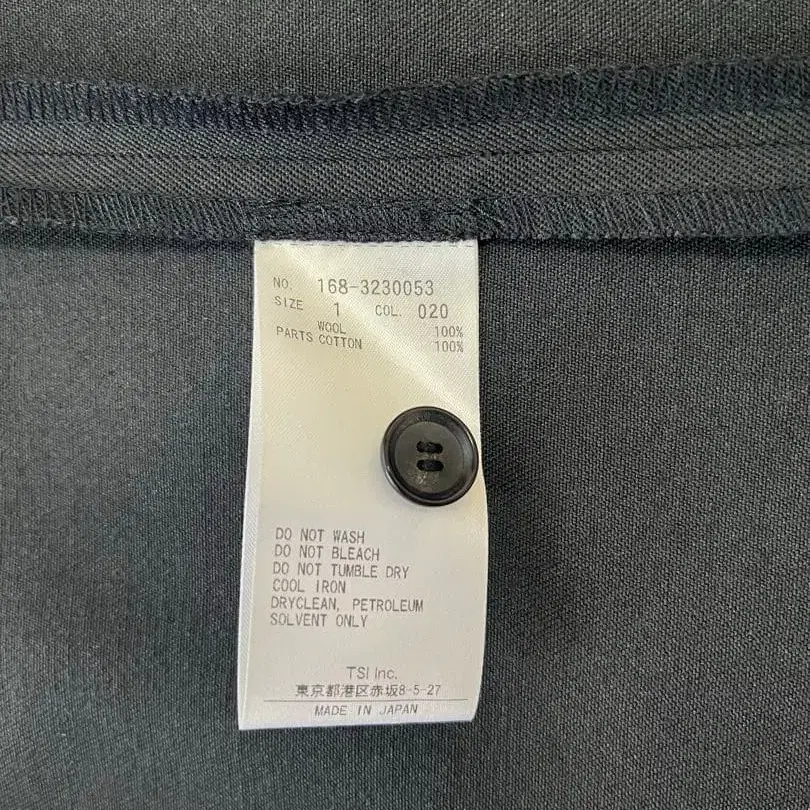 NO. 168-3230053
SIZE 1 COL. 020
WOOL 100%
PARTS COTTON 100%
DO NOT WASH
DO NOT BLEACH
DO NOT TUMBLE DRY
COOL IRON
DRYCLEAN, PETROLEUM
SOLVENT ONLY
TSI Inc.
東京都港区赤坂8-5-27
MADE IN JAPAN